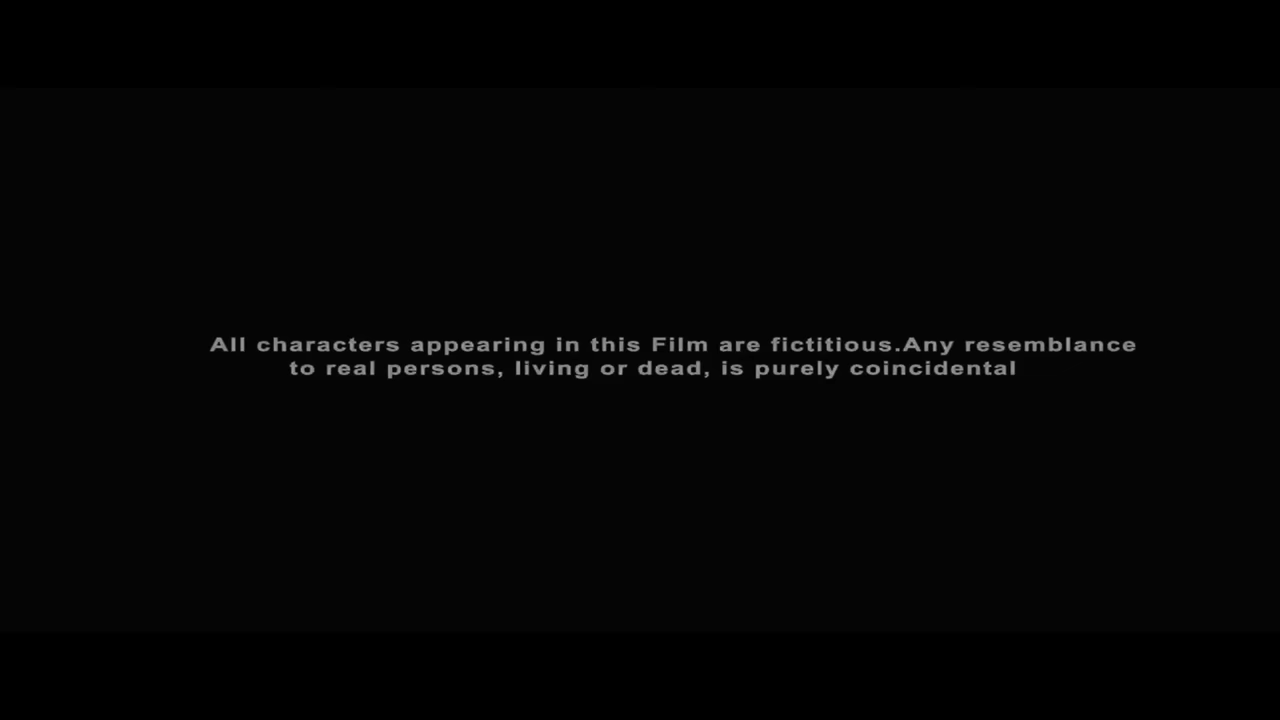 All characters appearing in this Film are fictitious.Any resemblance
to real persons, living or dead, is purely coincidental